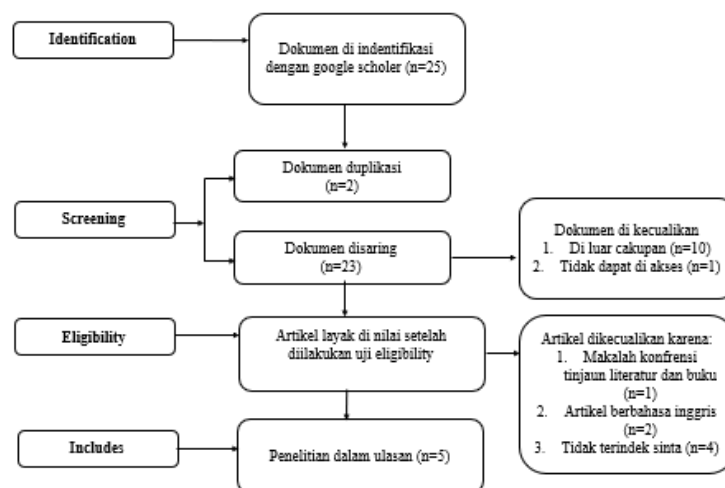 Identification
Dokumen di indentifikasi
dengan google scholer (n=25)
Dokumen duplikasi
(n=2)
Screening
Dokumen disaring
(n=23)
Dokumen di kecualikan
1. Di luar cakupan (n=10)
2. Tidak dapat di akses (n=1)
Eligibility
Artikel layak di nilai setelah
diilakukan uji eligibility
Artikel dikecualikan karena:
1. Makalah konfrensi
tinjaun literatur dan buku
(n=1)
2. Artikel berbahasa inggris
(n=2)
3. Tidak terindek sinta (n=4)
Includes
Penelitian dalam ulasan (n=5)